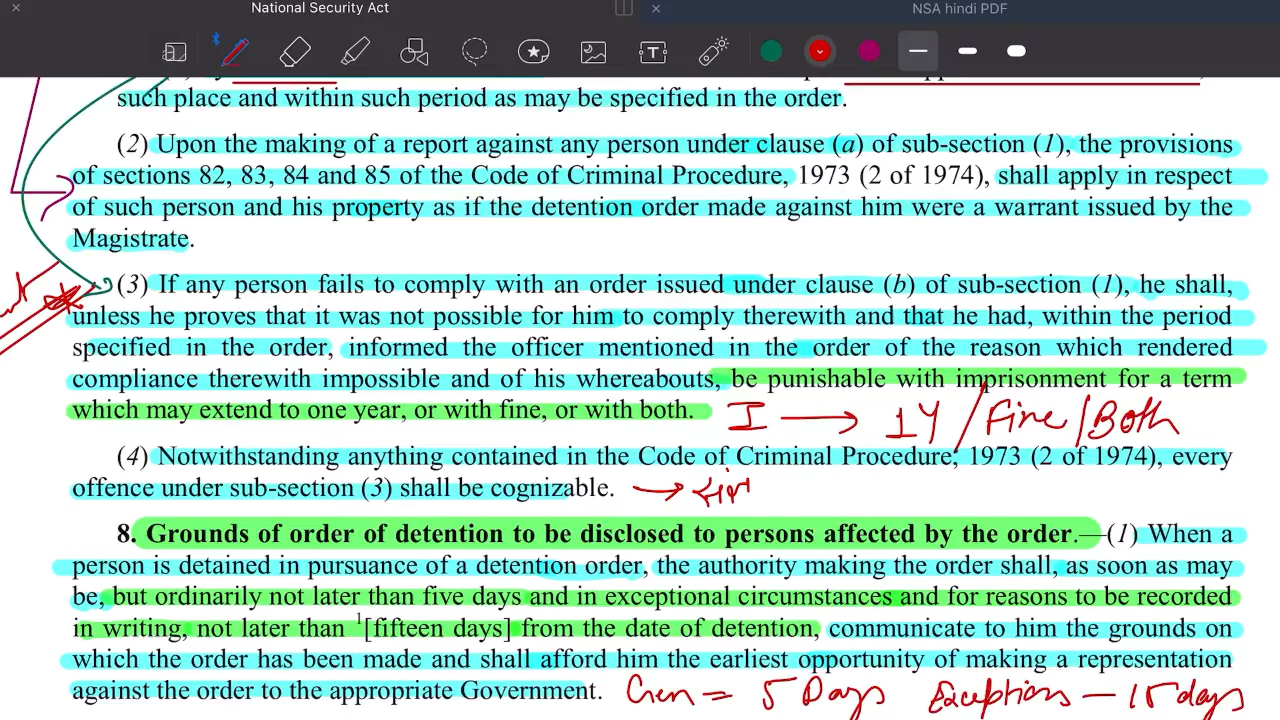 National Security Act
NSA hindi PDF
such place and within such period as may be specified in the order.
(2) Upon the making of a report against any person under clause (a) of sub-section (1), the provisions
of sections 82, 83, 84 and 85 of the Code of Criminal Procedure, 1973 (2 of 1974), shall apply in respect
of such person and his property as if the detention order made against him were a warrant issued by the
Magistrate.
(3) If any person fails to comply with an order issued under clause (b) of sub-section (1), he shall,
unless he proves that it was not possible for him to comply therewith and that he had, within the period
specified in the order, informed the officer mentioned in the order of the reason which rendered
compliance therewith impossible and of his whereabouts, be punishable with imprisonment for a term
which may extend to one year, or with fine, or with both. I → 1Y / Fine / Both
(4) Notwithstanding anything contained in the Code of Criminal Procedure, 1973 (2 of 1974), every
offence under sub-section (3) shall be cognizable. →
8. Grounds of order of detention to be disclosed to persons affected by the order.—(1) When a
person is detained in pursuance of a detention order, the authority making the order shall, as soon as may
be, but ordinarily not later than five days and in exceptional circumstances and for reasons to be recorded
in writing, not later than 1[fifteen days] from the date of detention, communicate to him the grounds on
which the order has been made and shall afford him the earliest opportunity of making a representation
against the order to the appropriate Government. Gen = 5 Days Exceptions — 15 days